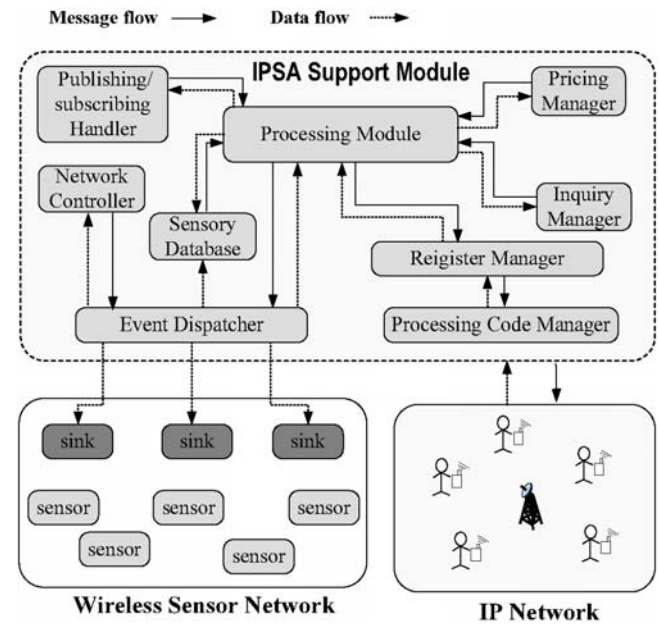 Message flow
Data flow
IPSA Support Module
Publishing/
subscribing
Handler
Pricing
Manager
Processing Module
Network
Controller
Sensory
Database
Inquiry
Manager
Reigister Manager
Event Dispatcher
Processing Code Manager
sink
sink
sink
sensor
sensor
sensor
sensor
sensor
Wireless Sensor Network
IP Network